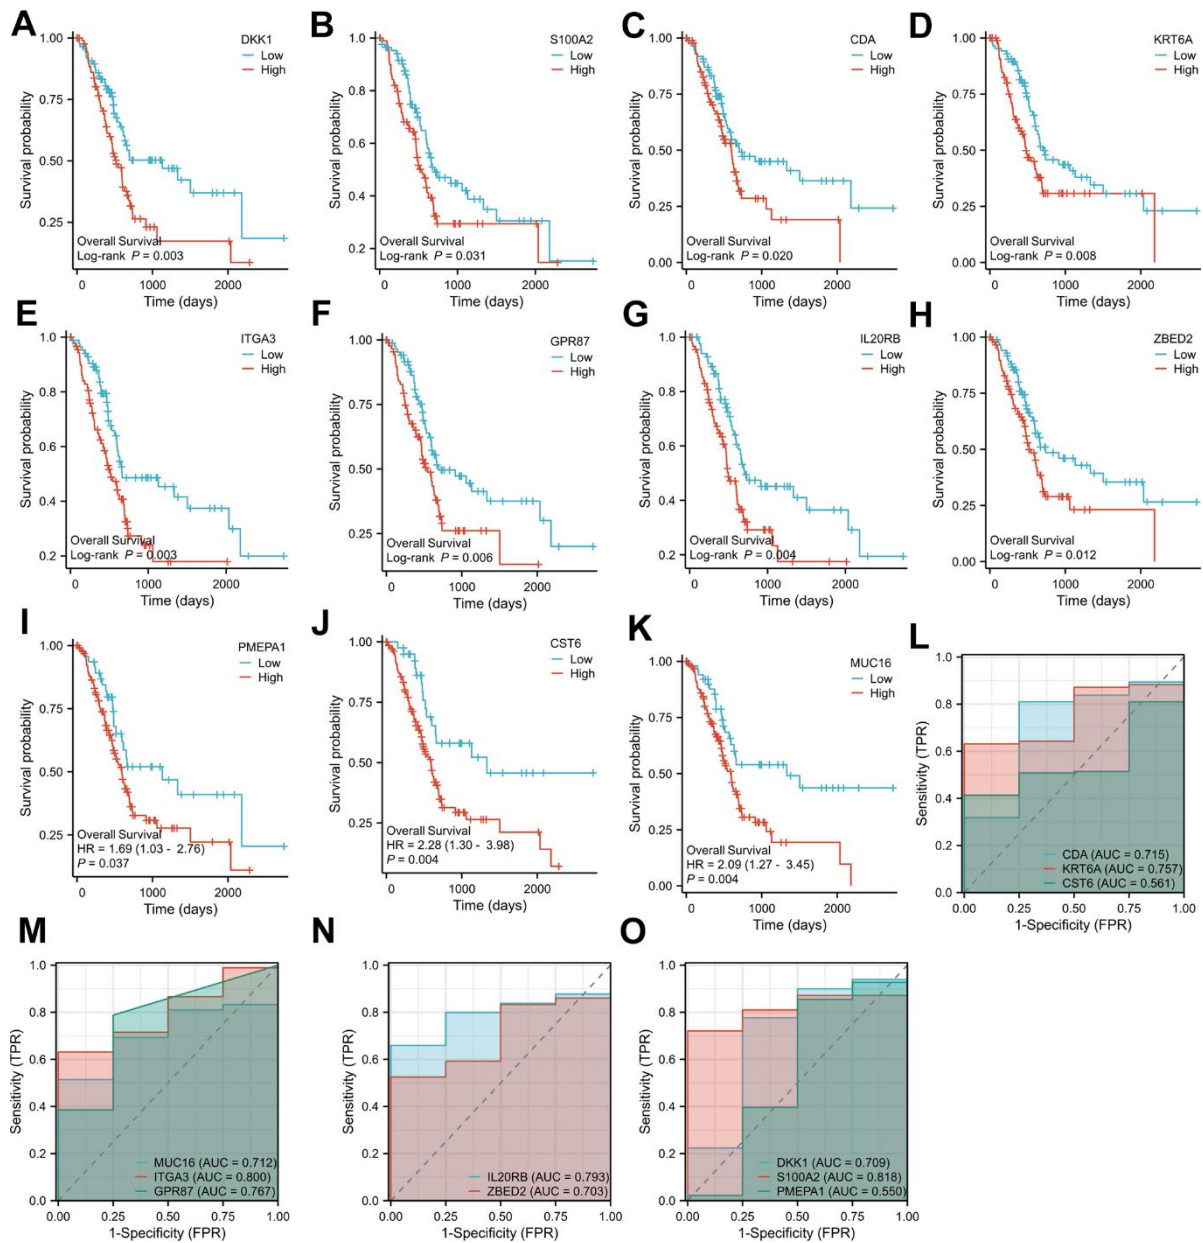 A
DKK1
Low
High
1.00
0.75
0.50
0.25
Survival probability
Overall Survival
Log-rank P = 0.003
0 1000 2000
Time (days)
B
S100A2
Low
High
1.0
0.8
0.6
0.4
0.2
Survival probability
Overall Survival
Log-rank P = 0.031
0 1000 2000
Time (days)
C
CDA
Low
High
1.00
0.75
0.50
0.25
0.00
Survival probability
Overall Survival
Log-rank P = 0.020
0 1000 2000
Time (days)
D
KRT6A
Low
High
1.00
0.75
0.50
0.25
0.00
Survival probability
Overall Survival
Log-rank P = 0.008
0 1000 2000
Time (days)
E
ITGA3
Low
High
1.0
0.8
0.6
0.4
0.2
Survival probability
Overall Survival
Log-rank P = 0.003
0 1000 2000
Time (days)
F
GPR87
Low
High
1.00
0.75
0.50
0.25
Survival probability
Overall Survival
Log-rank P = 0.006
0 1000 2000
Time (days)
G
IL20RB
Low
High
1.0
0.8
0.6
0.4
0.2
Survival probability
Overall Survival
Log-rank P = 0.004
0 1000 2000
Time (days)
H
ZBED2
Low
High
1.00
0.75
0.50
0.25
0.00
Survival probability
Overall Survival
Log-rank P = 0.012
0 1000 2000
Time (days)
I
PMEPA1
Low
High
1.00
0.75
0.50
0.25
Survival probability
Overall Survival
HR = 1.69 (1.03 - 2.76)
P = 0.037
0 1000 2000
Time (days)
J
CST6
Low
High
1.00
0.75
0.50
0.25
Survival probability
Overall Survival
HR = 2.28 (1.30 - 3.98)
P = 0.004
0 1000 2000
Time (days)
K
MUC16
Low
High
1.00
0.75
0.50
0.25
0.00
Survival probability
Overall Survival
HR = 2.09 (1.27 - 3.45)
P = 0.004
0 1000 2000
Time (days)
L
1.0
0.8
0.6
0.4
0.2
0.0
Sensitivity (TPR)
CDA (AUC = 0.715)
KRT6A (AUC = 0.757)
CST6 (AUC = 0.561)
0.00 0.25 0.50 0.75 1.00
1-Specificity (FPR)
M
1.0
0.8
0.6
0.4
0.2
0.0
Sensitivity (TPR)
MUC16 (AUC = 0.712)
ITGA3 (AUC = 0.800)
GPR87 (AUC = 0.767)
0.00 0.25 0.50 0.75 1.00
1-Specificity (FPR)
N
1.0
0.8
0.6
0.4
0.2
0.0
Sensitivity (TPR)
IL20RB (AUC = 0.793)
ZBED2 (AUC = 0.703)
0.00 0.25 0.50 0.75 1.00
1-Specificity (FPR)
O
1.0
0.8
0.6
0.4
0.2
0.0
Sensitivity (TPR)
DKK1 (AUC = 0.709)
S100A2 (AUC = 0.818)
PMEPA1 (AUC = 0.550)
0.00 0.25 0.50 0.75 1.00
1-Specificity (FPR)